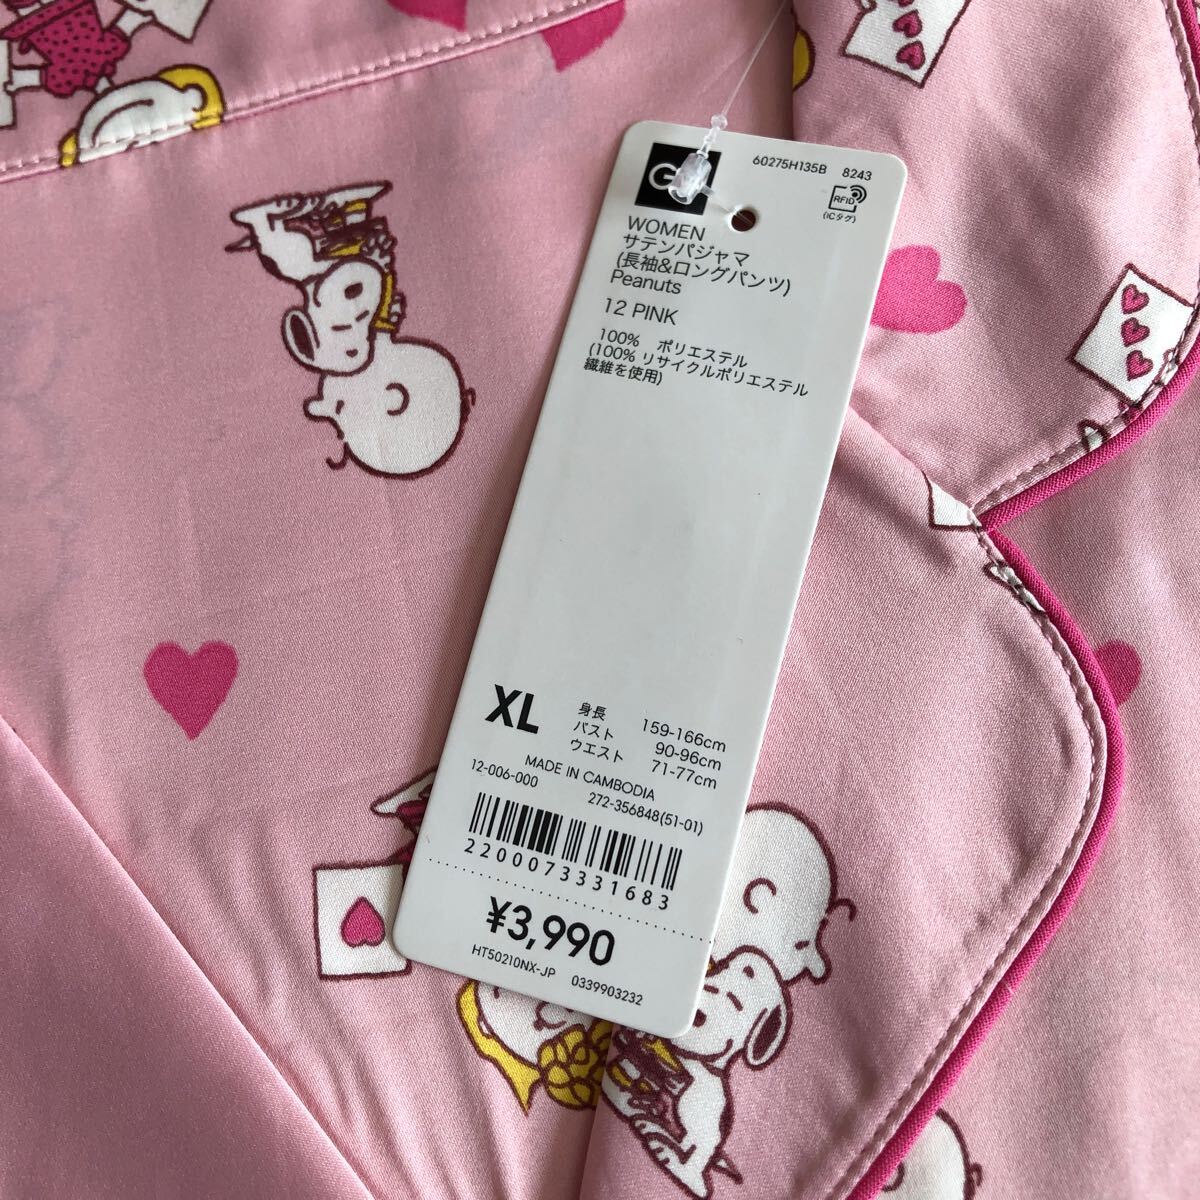 60275H135B 8243
RFID
(ICタグ)
WOMEN
サテンパジャマ
(長袖&ロングパンツ)
Peanuts
12 PINK
100% ポリエステル
(100% リサイクルポリエステル
繊維を使用)
XL
身長 159-166cm
バスト 90-96cm
ウエスト 71-77cm
MADE IN CAMBODIA
12-006-000
272-356848(51-01)
2200073331683
¥3,990
HT50210NX-JP 0339903232